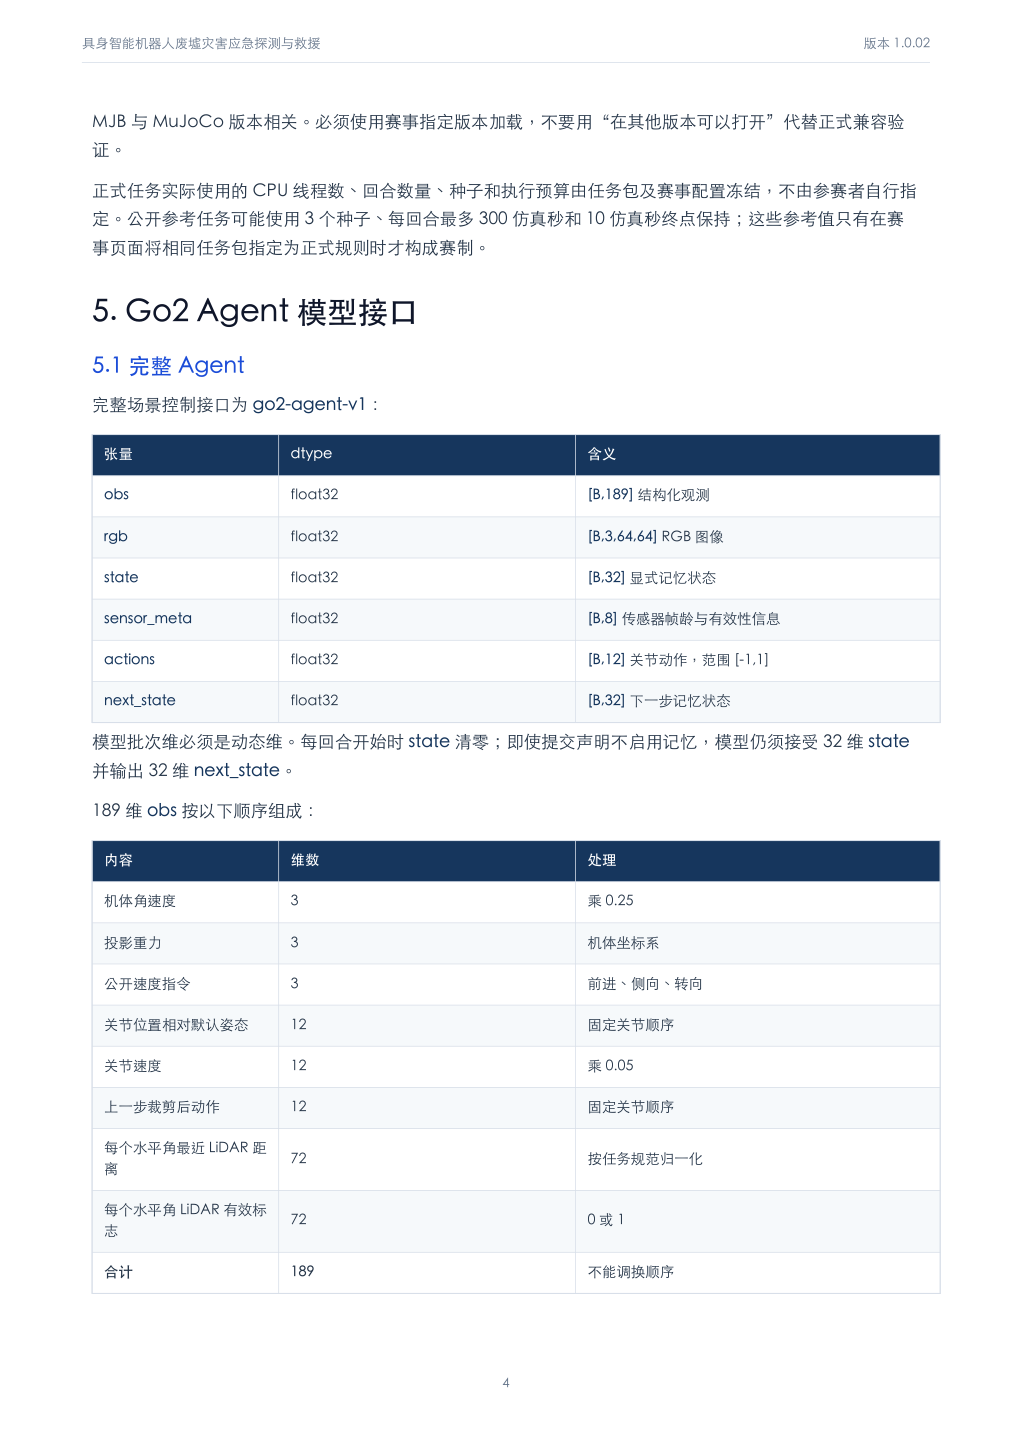 具身智能机器人废墟灾害应急探测与救援
版本 1.0.02
MJB 与 MuJoCo 版本相关。必须使用赛事指定版本加载，不要用“在其他版本可以打开”代替正式兼容验
证。
正式任务实际使用的 CPU 线程数、回合数量、种子和执行预算由任务包及赛事配置冻结，不由参赛者自行指
定。公开参考任务可能使用 3 个种子、每回合最多 300 仿真秒和 10 仿真秒终点保持；这些参考值只有在赛
事页面将相同任务包指定为正式规则时才构成赛制。
5. Go2 Agent 模型接口
5.1 完整 Agent
完整场景控制接口为 go2-agent-v1：
张量 dtype 含义
obs float32 [B,189] 结构化观测
rgb float32 [B,3,64,64] RGB 图像
state float32 [B,32] 显式记忆状态
sensor_meta float32 [B,8] 传感器帧龄与有效性信息
actions float32 [B,12] 关节动作，范围 [-1,1]
next_state float32 [B,32] 下一步记忆状态
模型批次维必须是动态维。每回合开始时 state 清零；即使提交声明不启用记忆，模型仍须接受 32 维 state
并输出 32 维 next_state。
189 维 obs 按以下顺序组成：
内容 维数 处理
机体角速度 3 乘 0.25
投影重力 3 机体坐标系
公开速度指令 3 前进、侧向、转向
关节位置相对默认姿态 12 固定关节顺序
关节速度 12 乘 0.05
上一步裁剪后动作 12 固定关节顺序
每个水平角最近 LiDAR 距
离
72 按任务规范归一化
每个水平角 LiDAR 有效标
志
72 0 或 1
合计 189 不能调换顺序
4